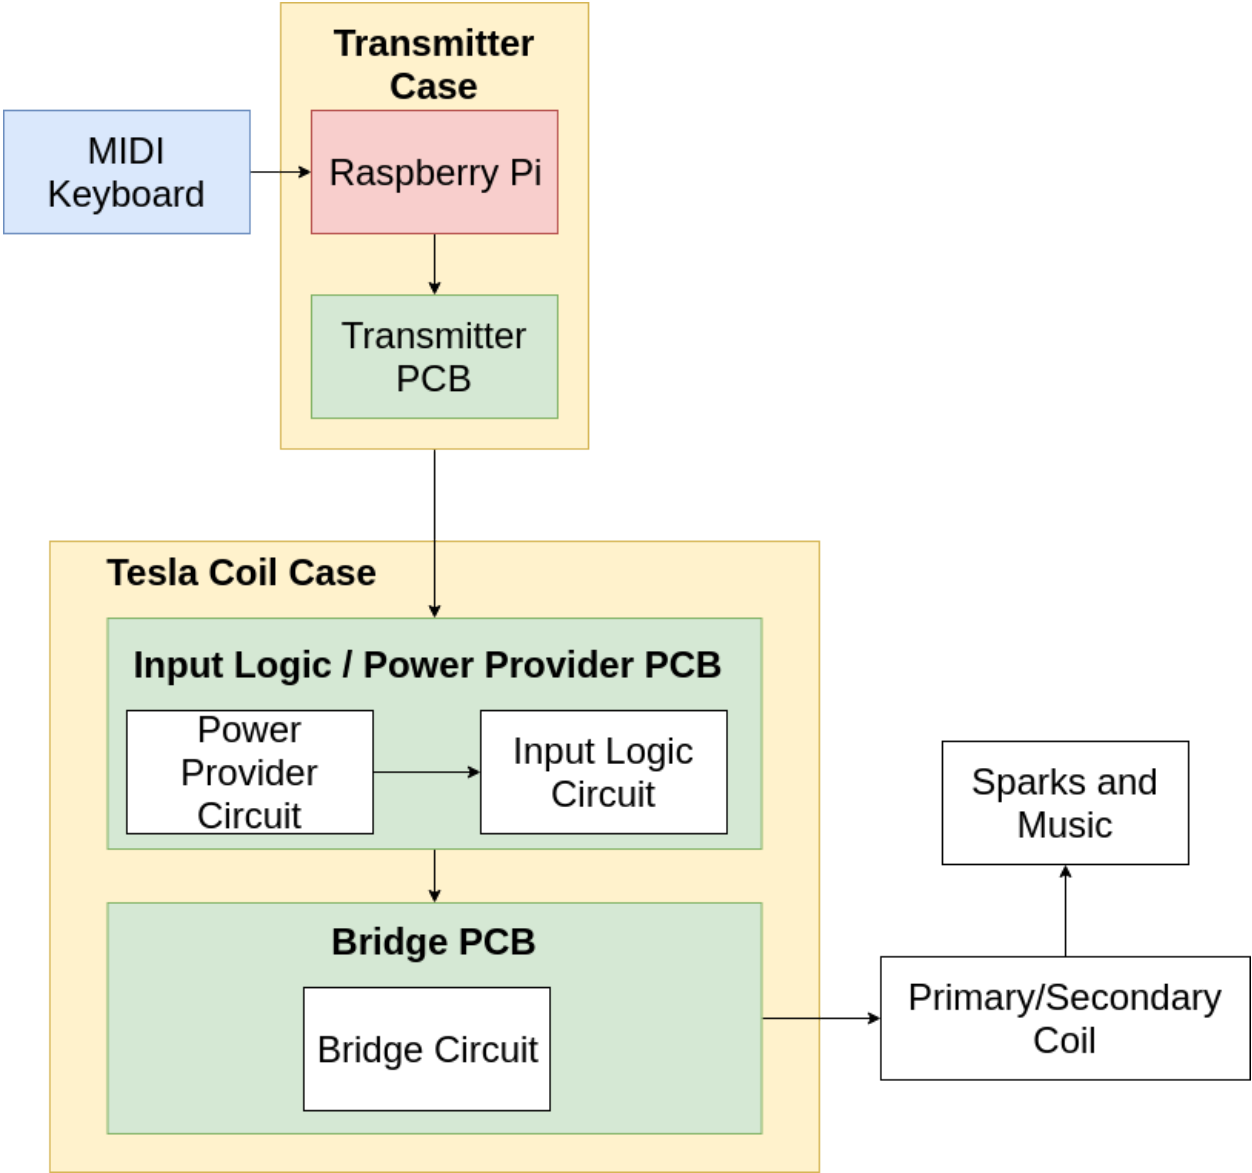 Transmitter
Case
MIDI
Keyboard
Raspberry Pi
Transmitter
PCB
Tesla Coil Case
Input Logic / Power Provider PCB
Power
Provider
Circuit
Input Logic
Circuit
Bridge PCB
Bridge Circuit
Sparks and
Music
Primary/Secondary
Coil